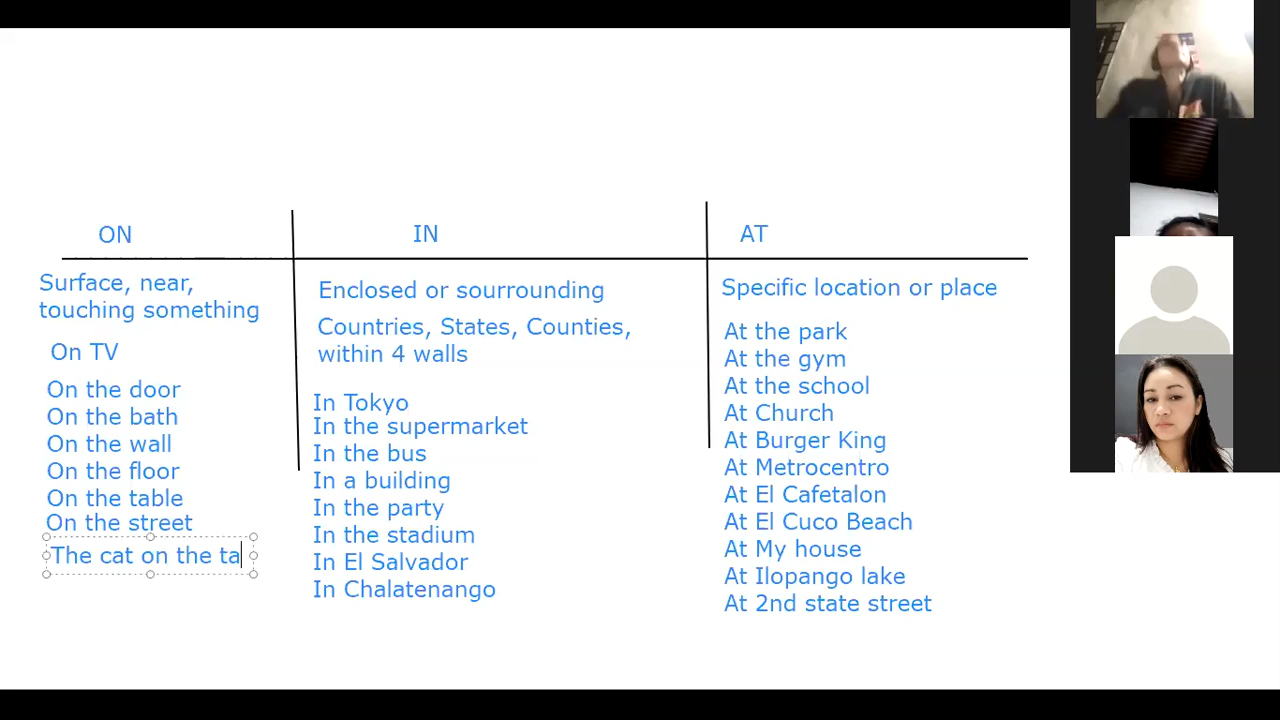 ON
IN
AT
Surface, near,
touching something
On TV
On the door
On the bath
On the wall
On the floor
On the table
On the street
The cat on the ta
Enclosed or sourrounding
Countries, States, Counties,
within 4 walls
In Tokyo
In the supermarket
In the bus
In a building
In the party
In the stadium
In El Salvador
In Chalatenango
Specific location or place
At the park
At the gym
At the school
At Church
At Burger King
At Metrocentro
At El Cafetalon
At El Cuco Beach
At My house
At Ilopango lake
At 2nd state street